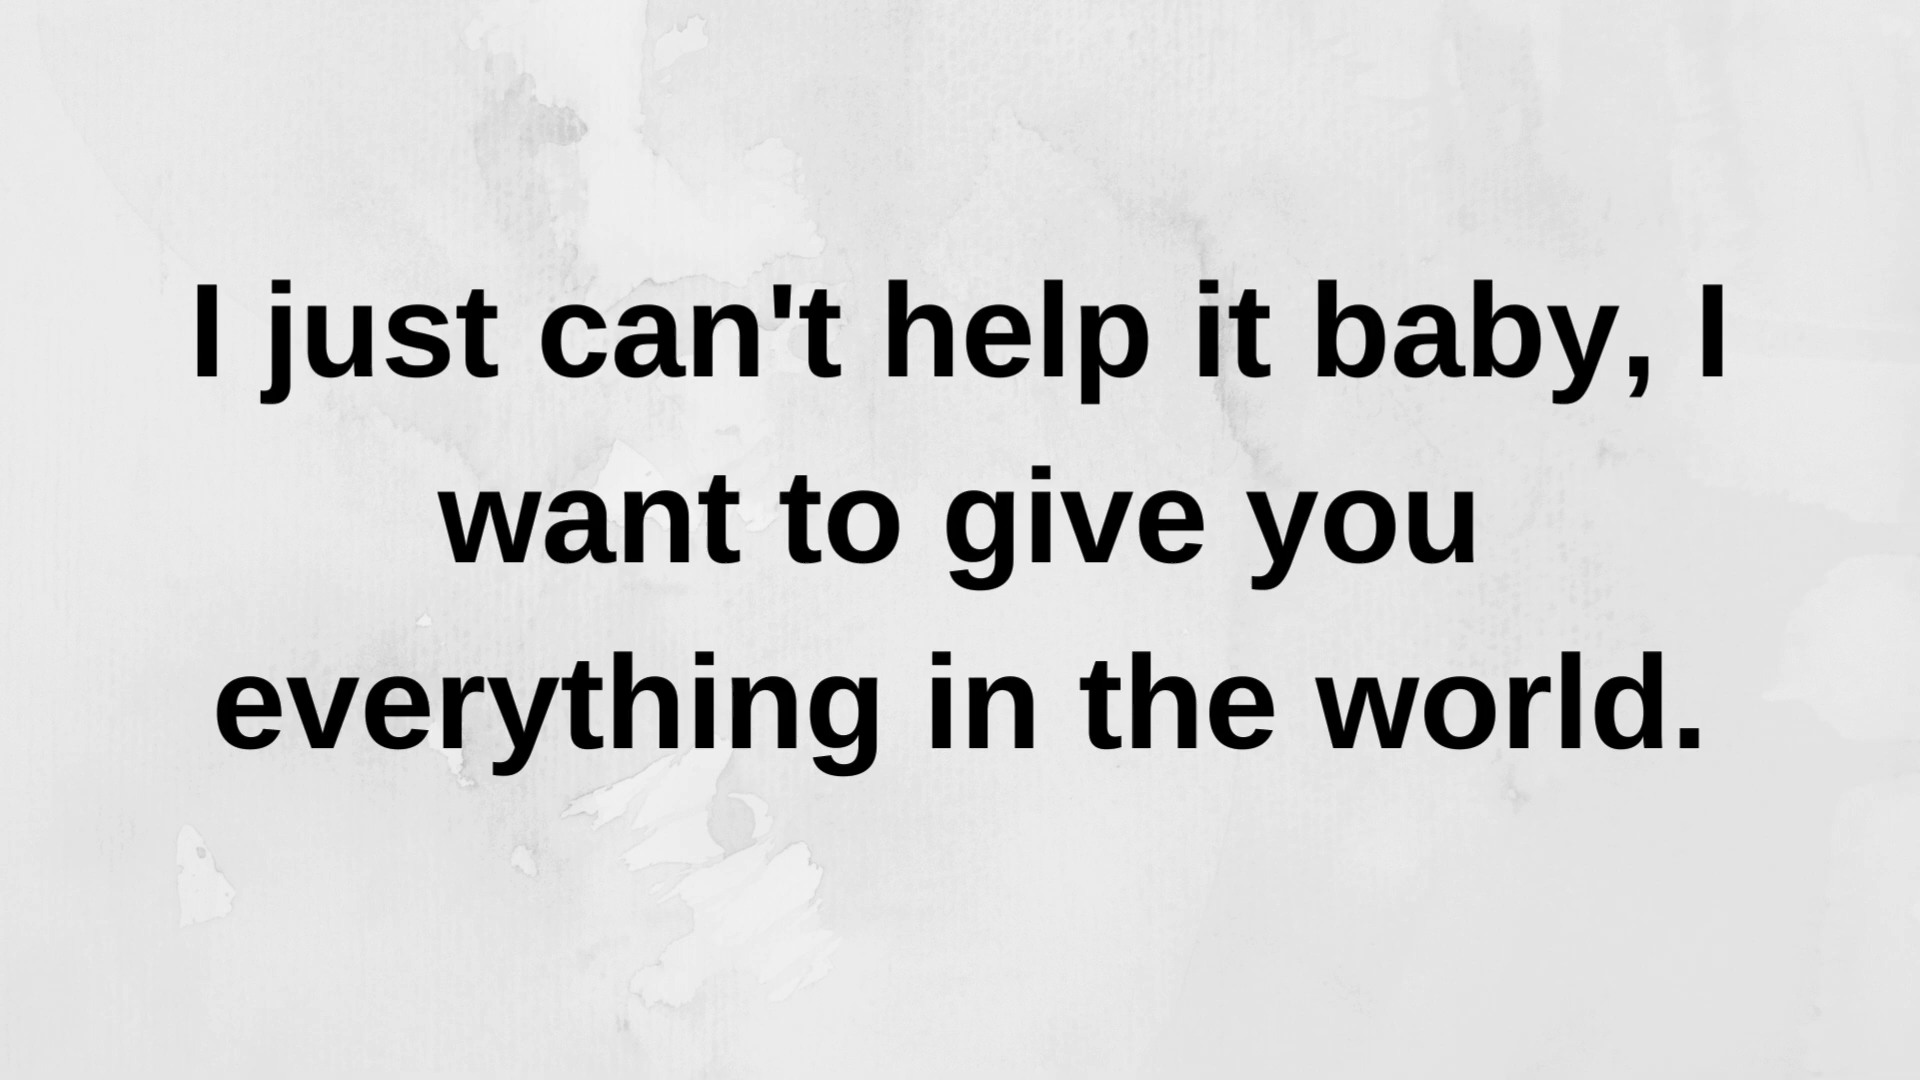 I just can't help it baby, I
want to give you
everything in the world.